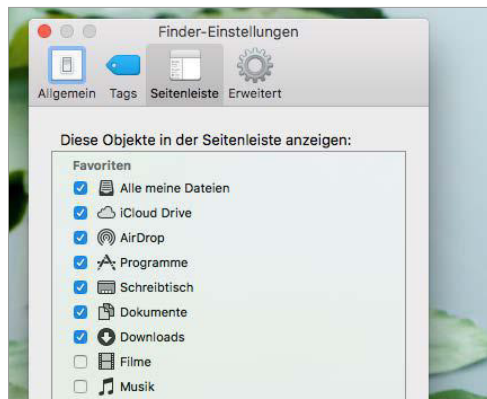 Finder-Einstellungen
Allgemein Tags Seitenleiste Erweitert
Diese Objekte in der Seitenleiste anzeigen:
Favoriten
Alle meine Dateien
iCloud Drive
AirDrop
Programme
Schreibtisch
Dokumente
Downloads
Filme
Musik